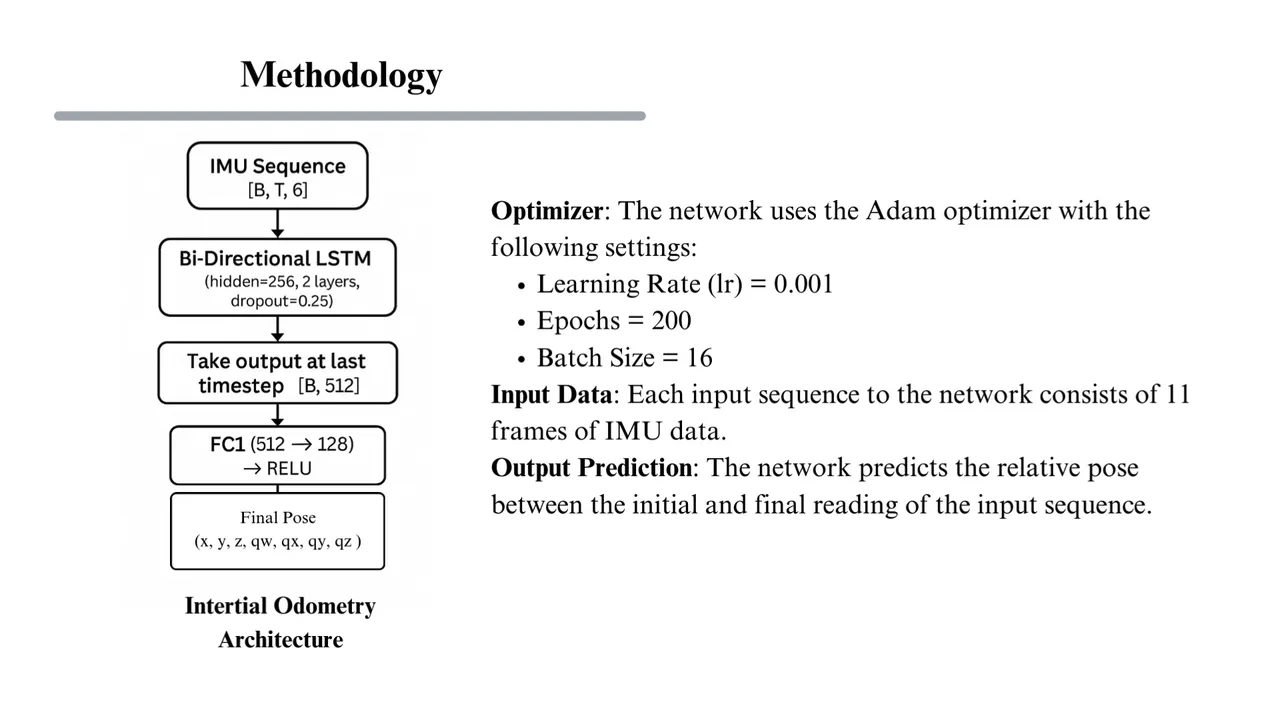 Methodology
IMU Sequence
[B, T, 6]
Bi-Directional LSTM
(hidden=256, 2 layers,
dropout=0.25)
Take output at last
timestep [B, 512]
FC1 (512 → 128)
→ RELU
Final Pose
(x, y, z, qw, qx, qy, qz )
Intertial Odometry
Architecture
Optimizer: The network uses the Adam optimizer with the
following settings:
• Learning Rate (lr) = 0.001
• Epochs = 200
• Batch Size = 16
Input Data: Each input sequence to the network consists of 11
frames of IMU data.
Output Prediction: The network predicts the relative pose
between the initial and final reading of the input sequence.